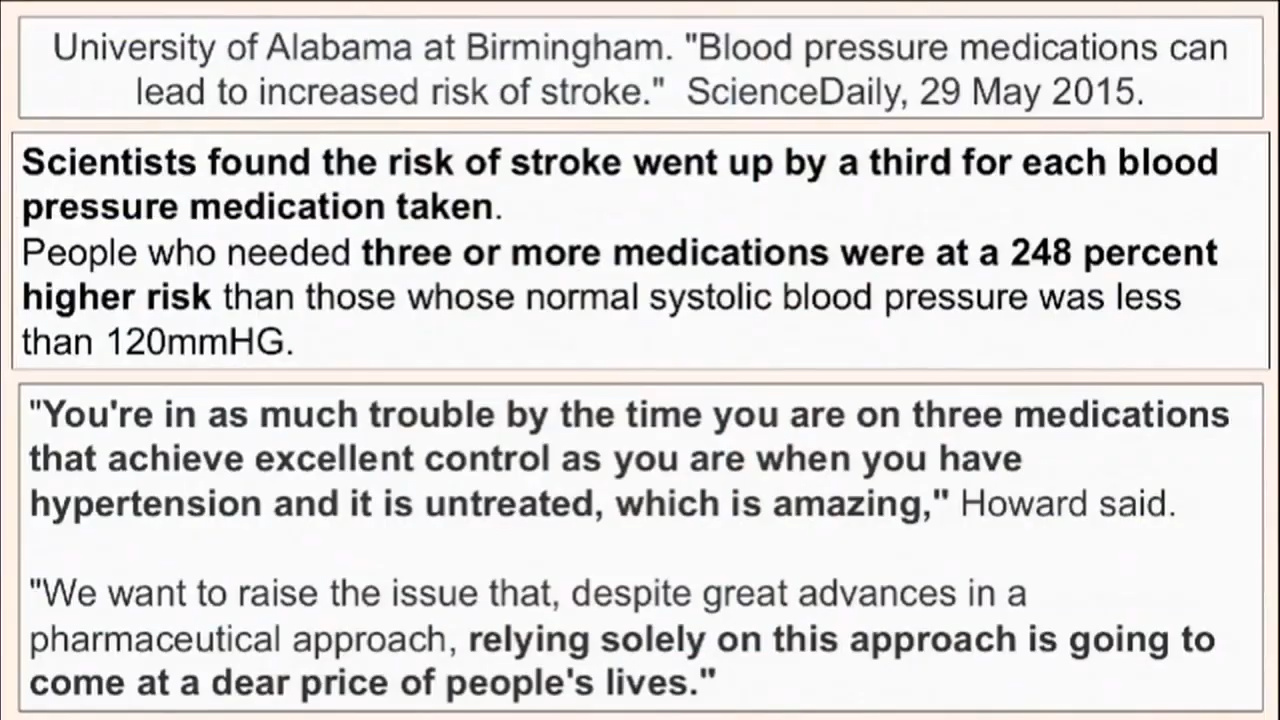 University of Alabama at Birmingham. "Blood pressure medications can
lead to increased risk of stroke."  ScienceDaily, 29 May 2015.
Scientists found the risk of stroke went up by a third for each blood
pressure medication taken.
People who needed three or more medications were at a 248 percent
higher risk than those whose normal systolic blood pressure was less
than 120mmHG.
"You're in as much trouble by the time you are on three medications
that achieve excellent control as you are when you have
hypertension and it is untreated, which is amazing," Howard said.
"We want to raise the issue that, despite great advances in a
pharmaceutical approach, relying solely on this approach is going to
come at a dear price of people's lives."